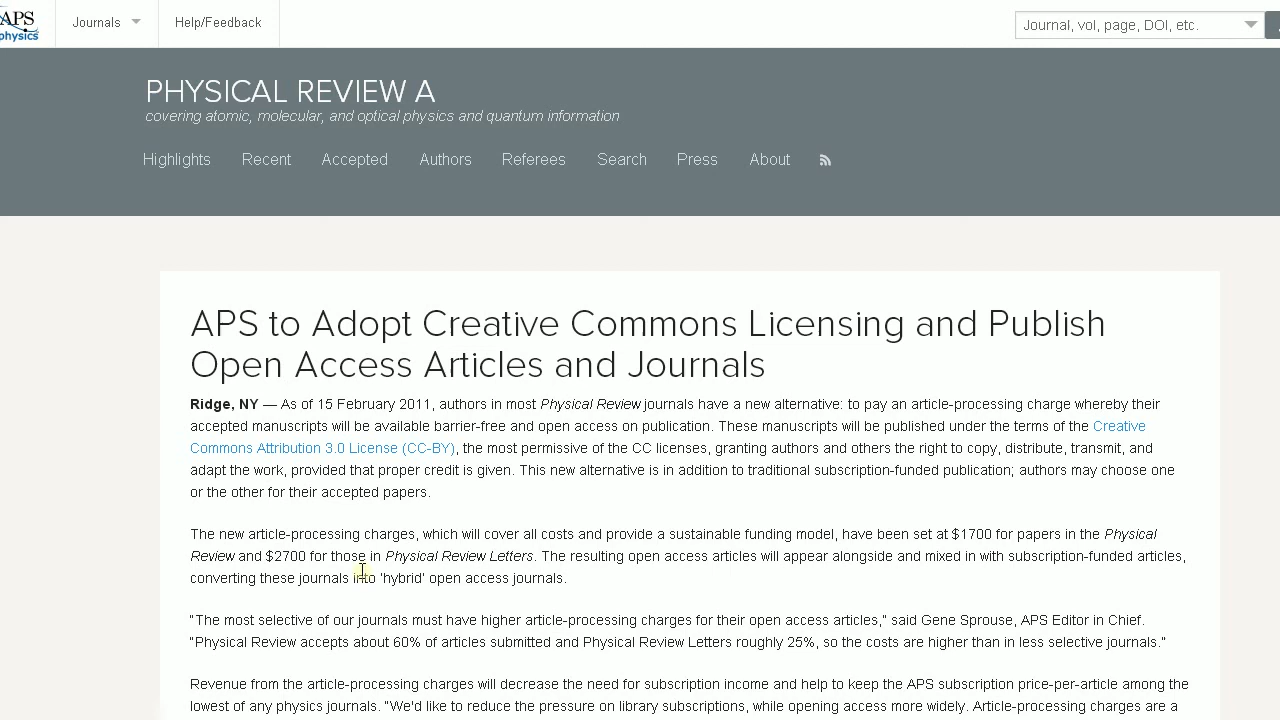 APS
physics
Journals
Help/Feedback
Journal, vol, page, DOI, etc.
PHYSICAL REVIEW A
covering atomic, molecular, and optical physics and quantum information
Highlights Recent Accepted Authors Referees Search Press About
APS to Adopt Creative Commons Licensing and Publish
Open Access Articles and Journals
Ridge, NY — As of 15 February 2011, authors in most Physical Review journals have a new alternative: to pay an article-processing charge whereby their
accepted manuscripts will be available barrier-free and open access on publication. These manuscripts will be published under the terms of the Creative
Commons Attribution 3.0 License (CC-BY), the most permissive of the CC licenses, granting authors and others the right to copy, distribute, transmit, and
adapt the work, provided that proper credit is given. This new alternative is in addition to traditional subscription-funded publication; authors may choose one
or the other for their accepted papers.
The new article-processing charges, which will cover all costs and provide a sustainable funding model, have been set at $1700 for papers in the Physical
Review and $2700 for those in Physical Review Letters. The resulting open access articles will appear alongside and mixed in with subscription-funded articles,
converting these journals into 'hybrid' open access journals.
"The most selective of our journals must have higher article-processing charges for their open access articles," said Gene Sprouse, APS Editor in Chief.
"Physical Review accepts about 60% of articles submitted and Physical Review Letters roughly 25%, so the costs are higher than in less selective journals."
Revenue from the article-processing charges will decrease the need for subscription income and help to keep the APS subscription price-per-article among the
lowest of any physics journals. "We'd like to reduce the pressure on library subscriptions, while opening access more widely. Article-processing charges are a